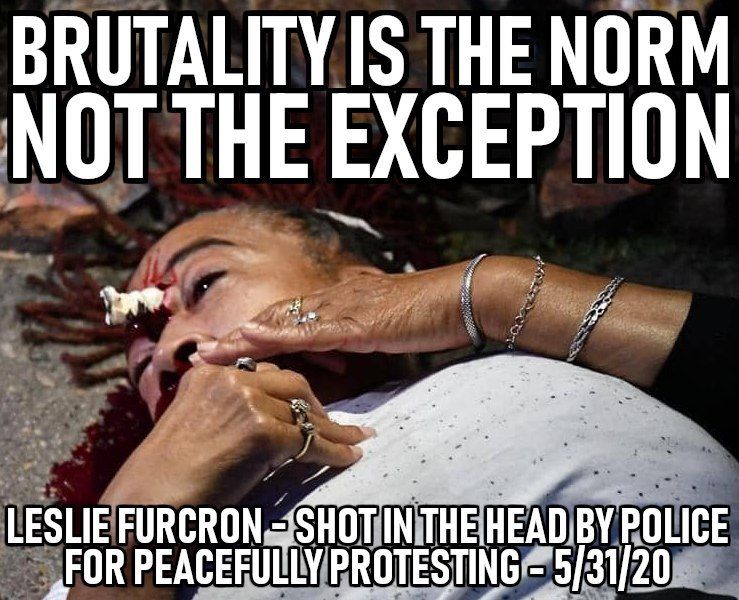 BRUTALITY IS THE NORM
NOT THE EXCEPTION
LESLIE FURCRON - SHOT IN THE HEAD BY POLICE
FOR PEACEFULLY PROTESTING - 5/31/20